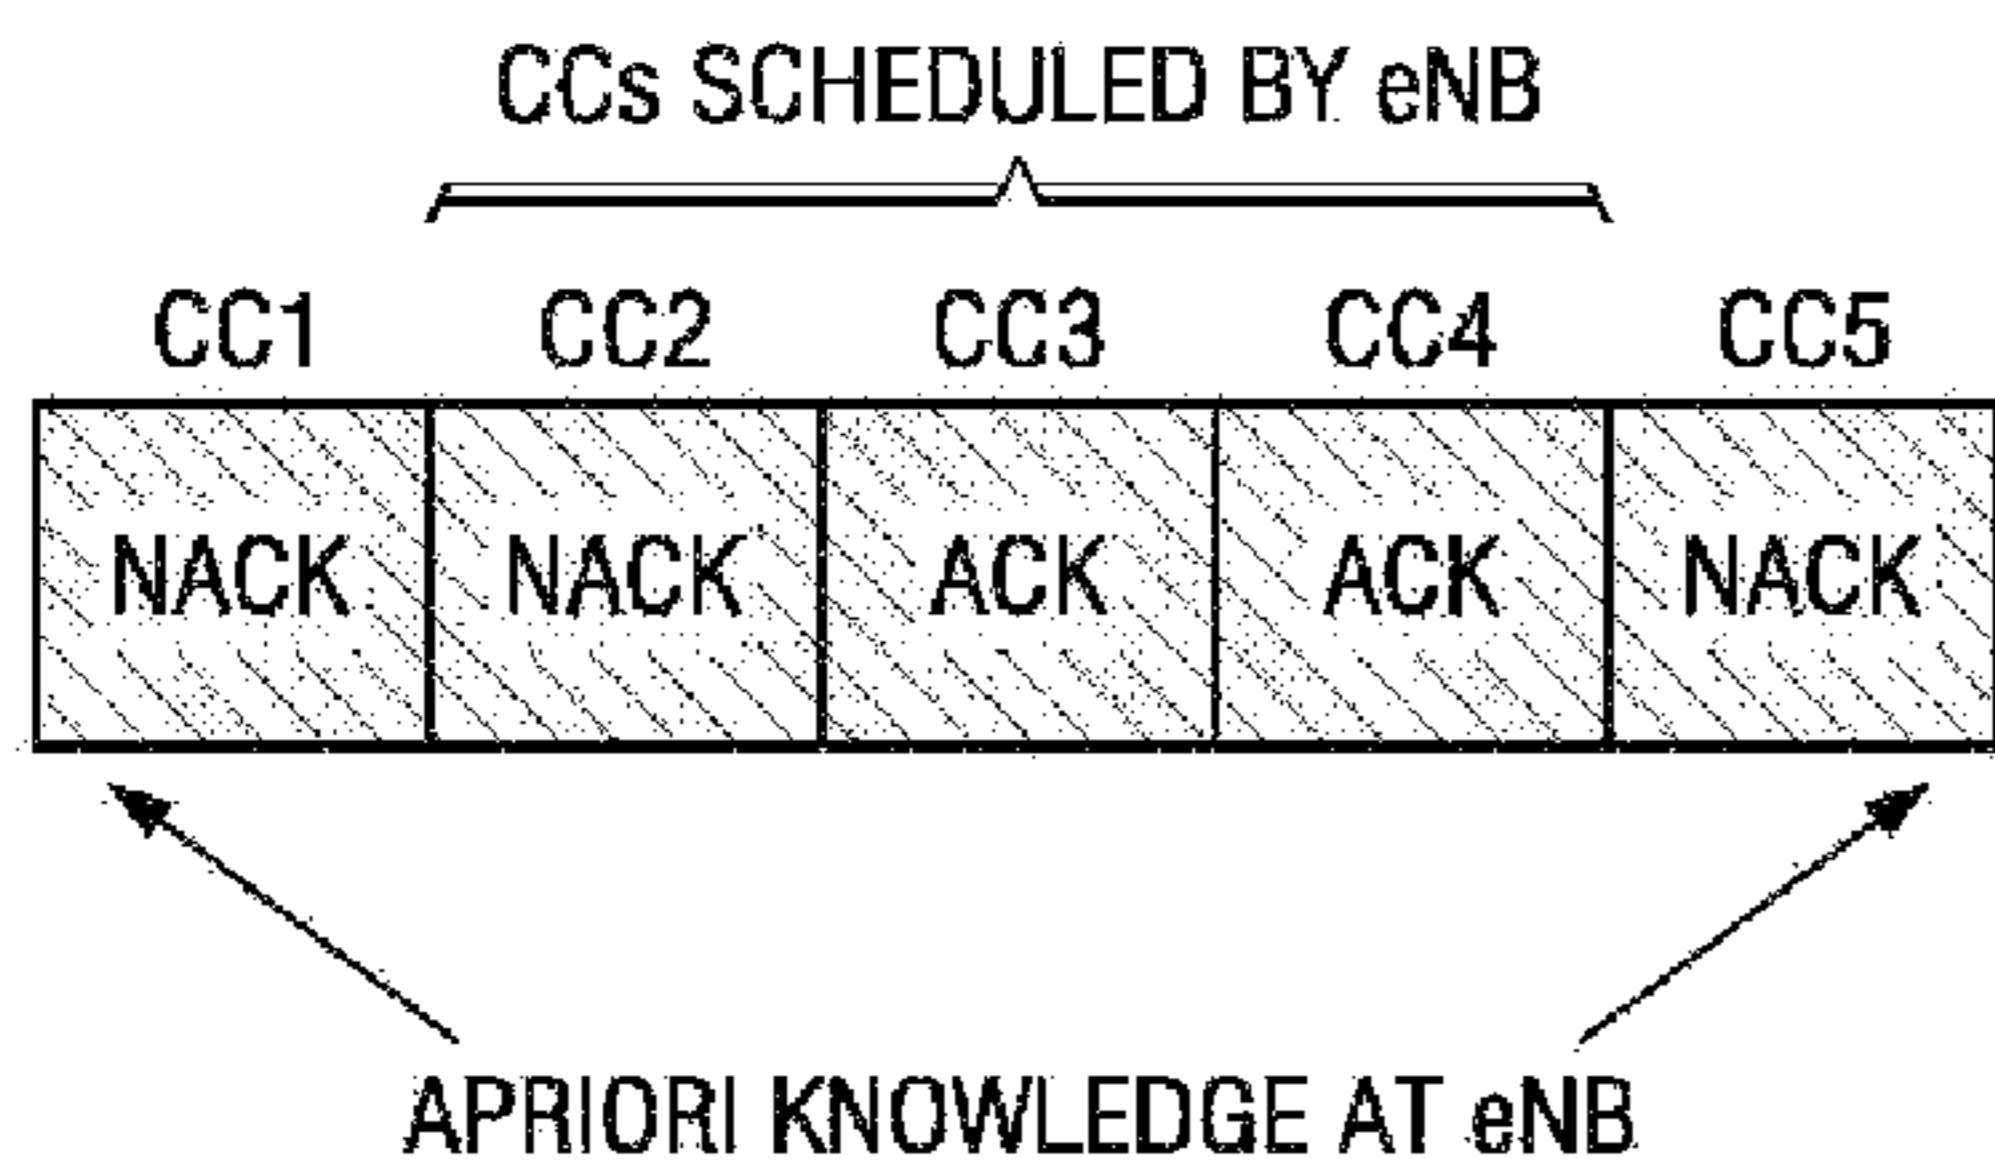 CCs SCHEDULED BY eNB
CC1 CC2 CC3 CC4 CC5
NACK NACK ACK ACK NACK
APRIORI KNOWLEDGE AT eNB